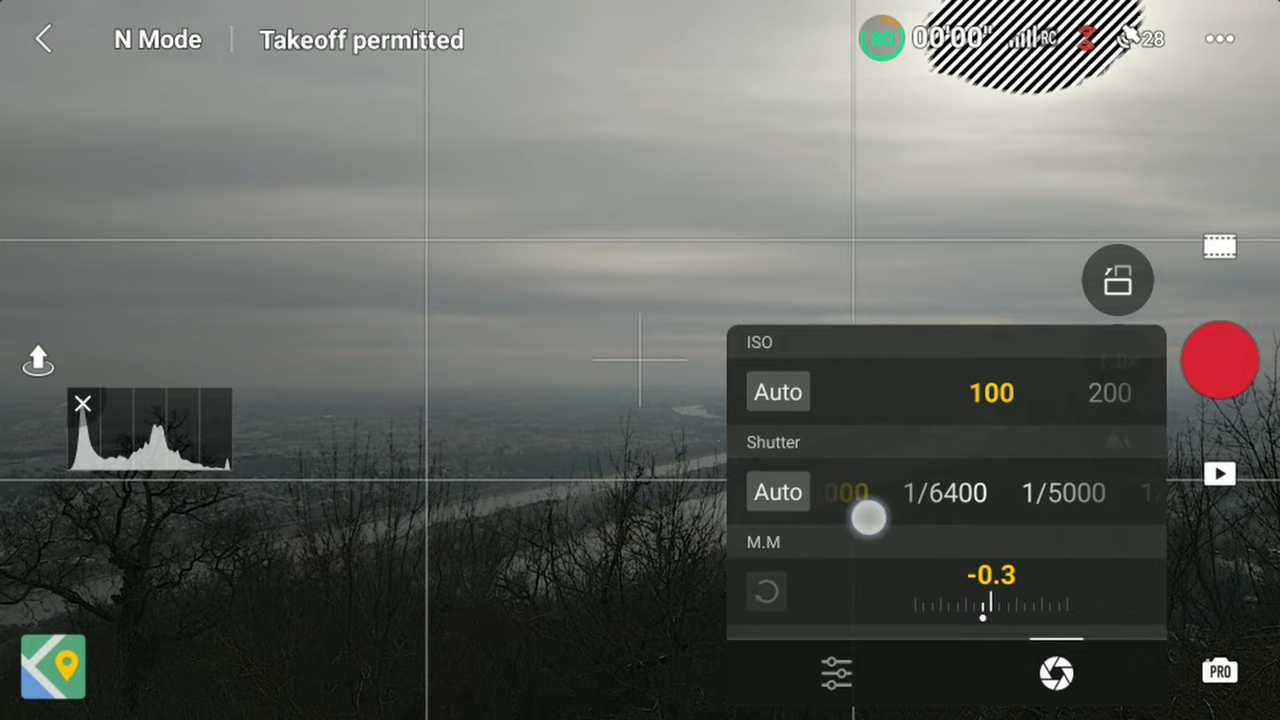 N Mode Takeoff permitted 00'00" RC 28
ISO
Auto 100 200
Shutter
Auto 000 1/6400 1/5000
M.M
-0.3
PRO